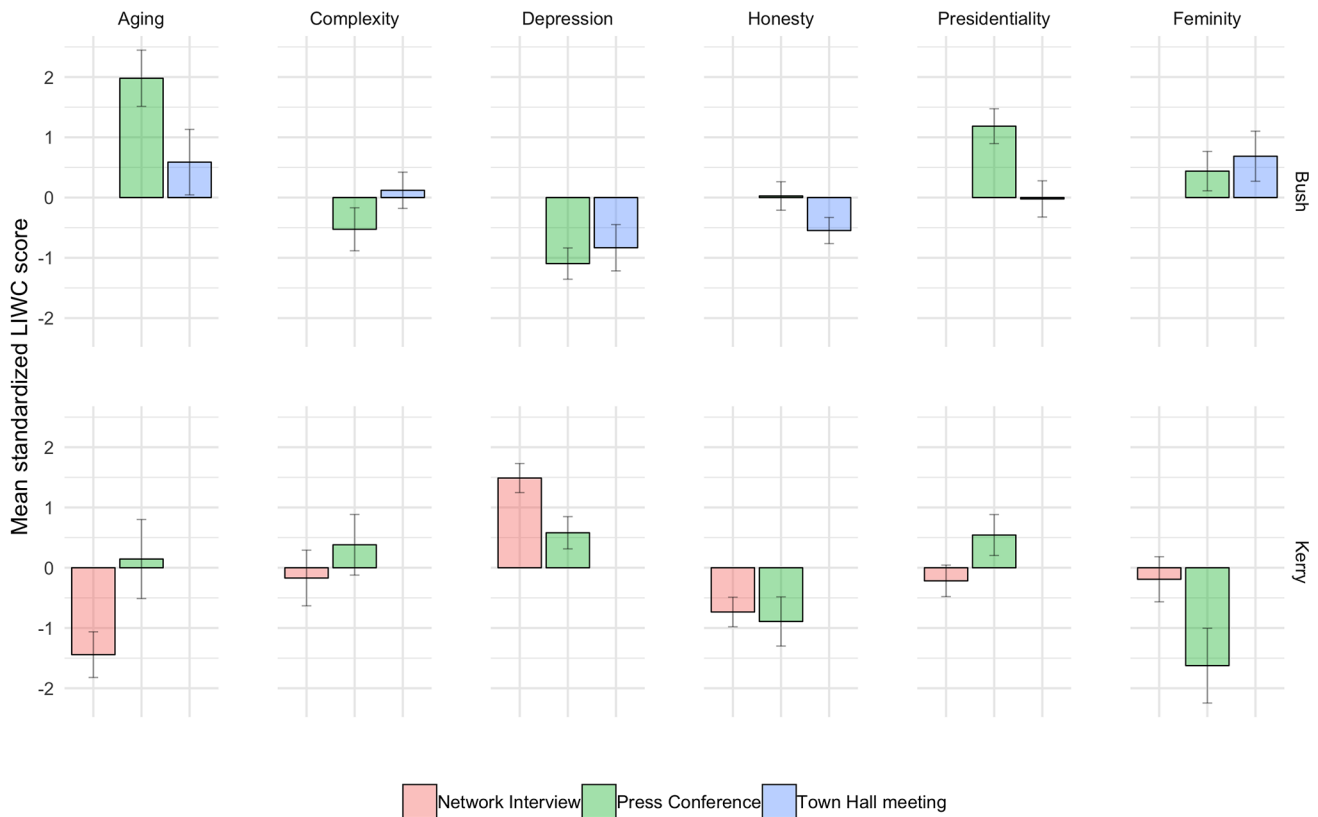 Aging Complexity Depression Honesty Presidentiality Feminity
Mean standardized LIWC score
2
1
0
-1
-2
Bush
2
1
0
-1
-2
Kerry
Network Interview Press Conference Town Hall meeting